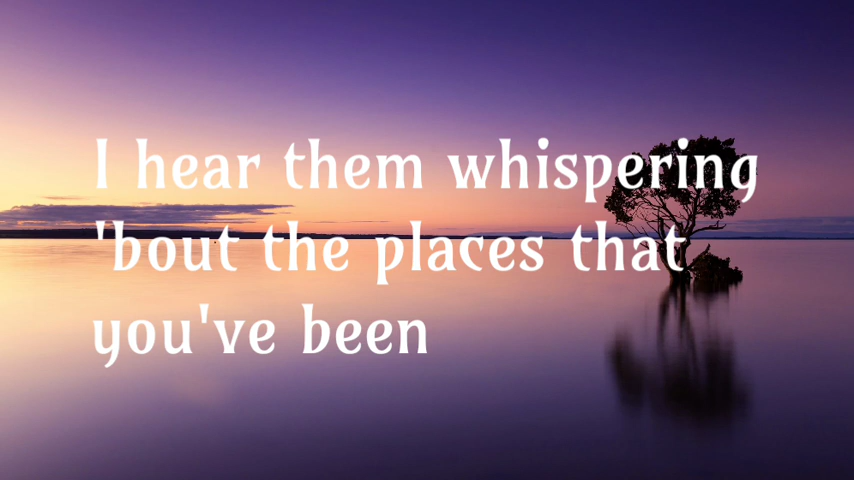 I hear them whispering
'bout the places that
you've been